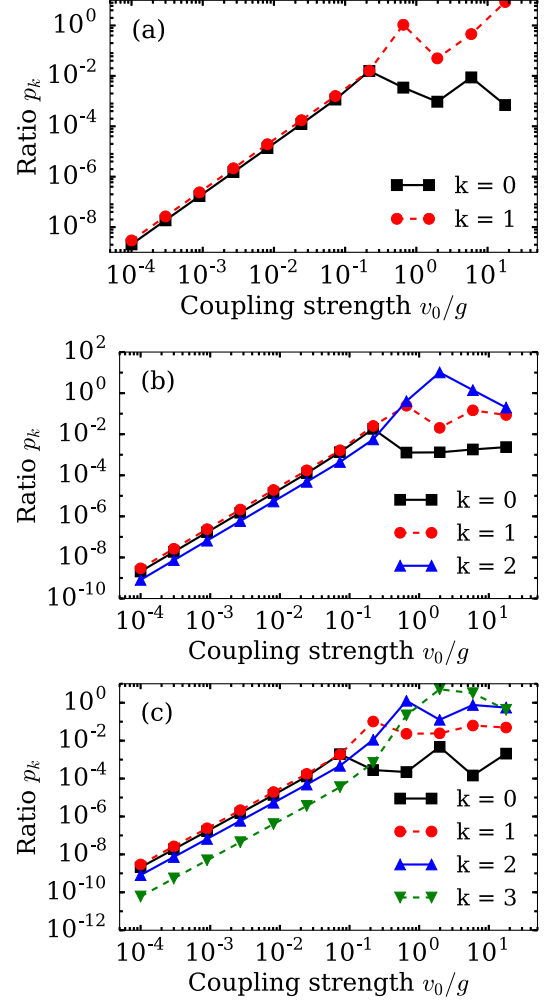 (a)
Ratio p_k
10^0
10^-2
10^-4
10^-6
10^-8
k = 0
k = 1
10^-4 10^-3 10^-2 10^-1 10^0 10^1
Coupling strength v_0/g
(b)
Ratio p_k
10^2
10^0
10^-2
10^-4
10^-6
10^-8
10^-10
k = 0
k = 1
k = 2
10^-4 10^-3 10^-2 10^-1 10^0 10^1
Coupling strength v_0/g
(c)
Ratio p_k
10^0
10^-2
10^-4
10^-6
10^-8
10^-10
10^-12
k = 0
k = 1
k = 2
k = 3
10^-4 10^-3 10^-2 10^-1 10^0 10^1
Coupling strength v_0/g